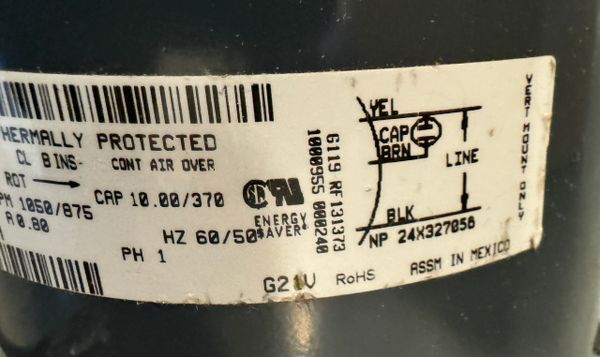 HERMALLY PROTECTED
CL B INS- CONT AIR OVER
ROT → CAP 10.00/370
PM 1050/875
A 0.80
HZ 60/50
PH 1
ENERGY
SAVER
G119 RF 131373
1000955 000240
YEL
CAP
BRN
LINE
BLK
NP 24X327056
VERT MOUNT ONLY
G21V RoHS ASSM IN MEXICO